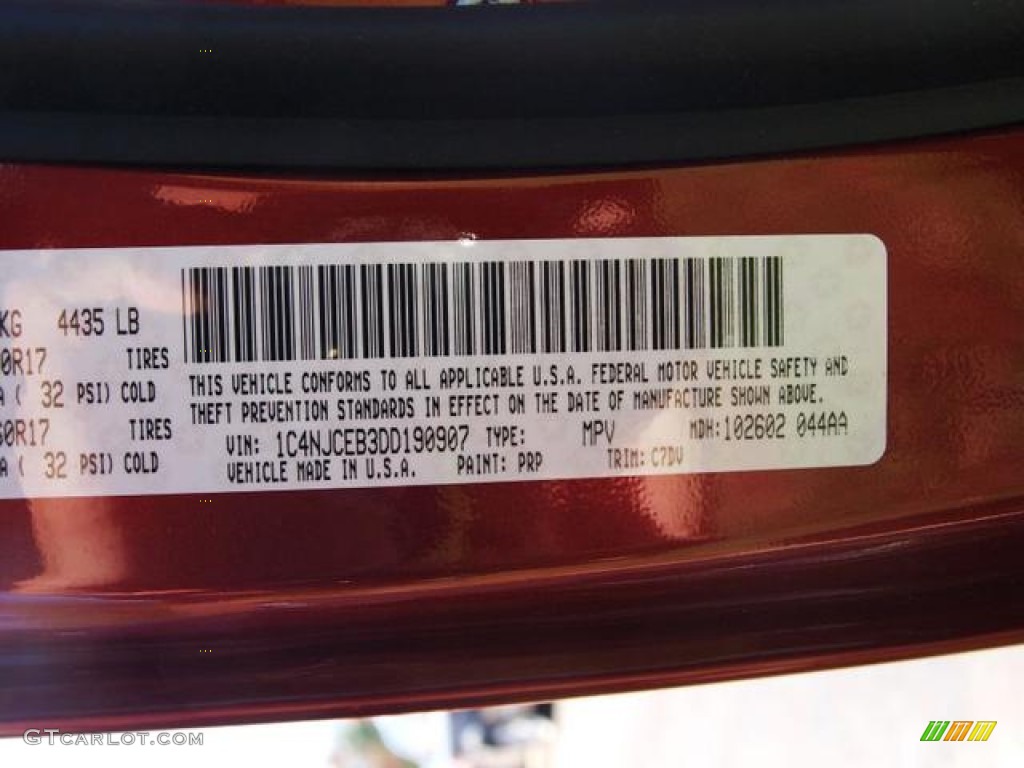 KG 4435 LB
0R17 TIRES
A ( 32 PSI) COLD
60R17 TIRES
A ( 32 PSI) COLD
THIS VEHICLE CONFORMS TO ALL APPLICABLE U.S.A. FEDERAL MOTOR VEHICLE SAFETY AND
THEFT PREVENTION STANDARDS IN EFFECT ON THE DATE OF MANUFACTURE SHOWN ABOVE.
VIN: 1C4NJCEB3DD190907 TYPE: MPV MDH:102602 044AA
VEHICLE MADE IN U.S.A. PAINT: PRP TRIM: C7DV
GTCARLOT.COM